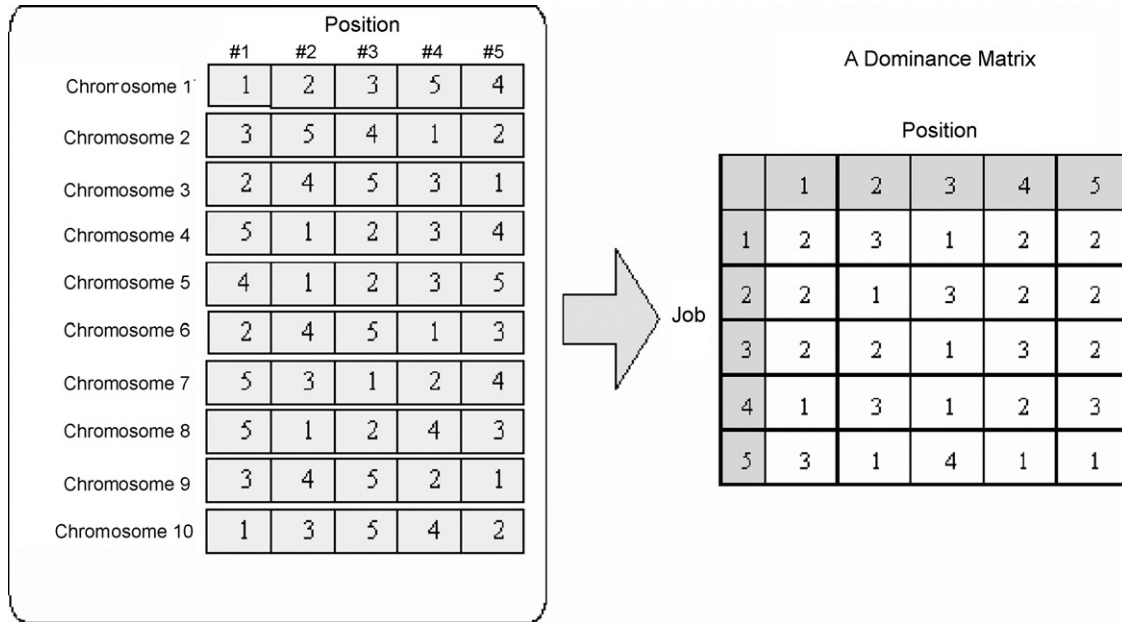 Position
#1 #2 #3 #4 #5
Chromosome 1 1 2 3 5 4
Chromosome 2 3 5 4 1 2
Chromosome 3 2 4 5 3 1
Chromosome 4 5 1 2 3 4
Chromosome 5 4 1 2 3 5
Chromosome 6 2 4 5 1 3
Chromosome 7 5 3 1 2 4
Chromosome 8 5 1 2 4 3
Chromosome 9 3 4 5 2 1
Chromosome 10 1 3 5 4 2
A Dominance Matrix
Position
Job
1 2 3 4 5
1 2 3 1 2 2
2 2 1 3 2 2
3 2 2 1 3 2
4 1 3 1 2 3
5 3 1 4 1 1